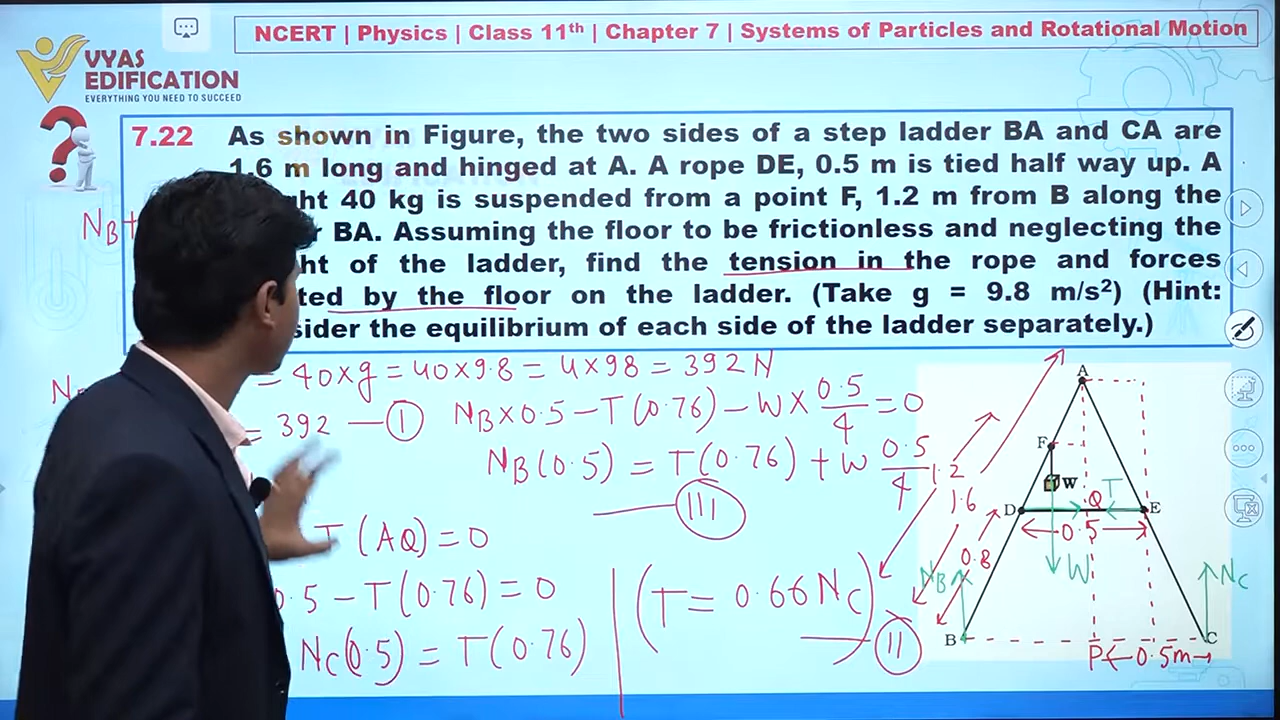 NCERT | Physics | Class 11th | Chapter 7 | Systems of Particles and Rotational Motion
VYAS
EDIFICATION
EVERYTHING YOU NEED TO SUCCEED
7.22 As shown in Figure, the two sides of a step ladder BA and CA are
1.6 m long and hinged at A. A rope DE, 0.5 m is tied half way up. A
ht 40 kg is suspended from a point F, 1.2 m from B along the
r BA. Assuming the floor to be frictionless and neglecting the
ht of the ladder, find the tension in the rope and forces
ted by the floor on the ladder. (Take g = 9.8 m/s²) (Hint:
sider the equilibrium of each side of the ladder separately.)
NB+
= 40×g = 40×9.8 = 4×98 = 392 N
= 392 — I
NB×0.5 − T(0.76) − W× 0.5/4 = 0
NB(0.5) = T(0.76) + W 0.5/4
III
T(AQ) = 0
0.5 − T(0.76) = 0
NC(0.5) = T(0.76)
(T = 0.66 NC)
II
A
F
W
1.2
1.6
D
Q
T
E
0.5
0.8
W
NB
NC
B
C
P
0.5m